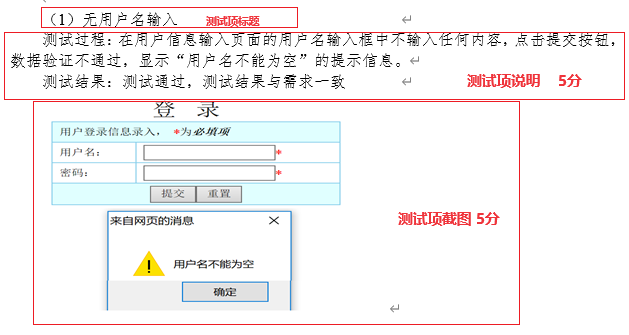 （1）无用户名输入 测试项标题
测试过程：在用户信息输入页面的用户名输入框中不输入任何内容，点击提交按钮，
数据验证不通过，显示“用户名不能为空”的提示信息。
测试结果：测试通过，测试结果与需求一致
测试项说明 5分
登 录
用户登录信息录入，*为必填项
用户名： *
密码： *
提交 重置
测试项截图 5分
来自网页的消息
用户名不能为空
确定